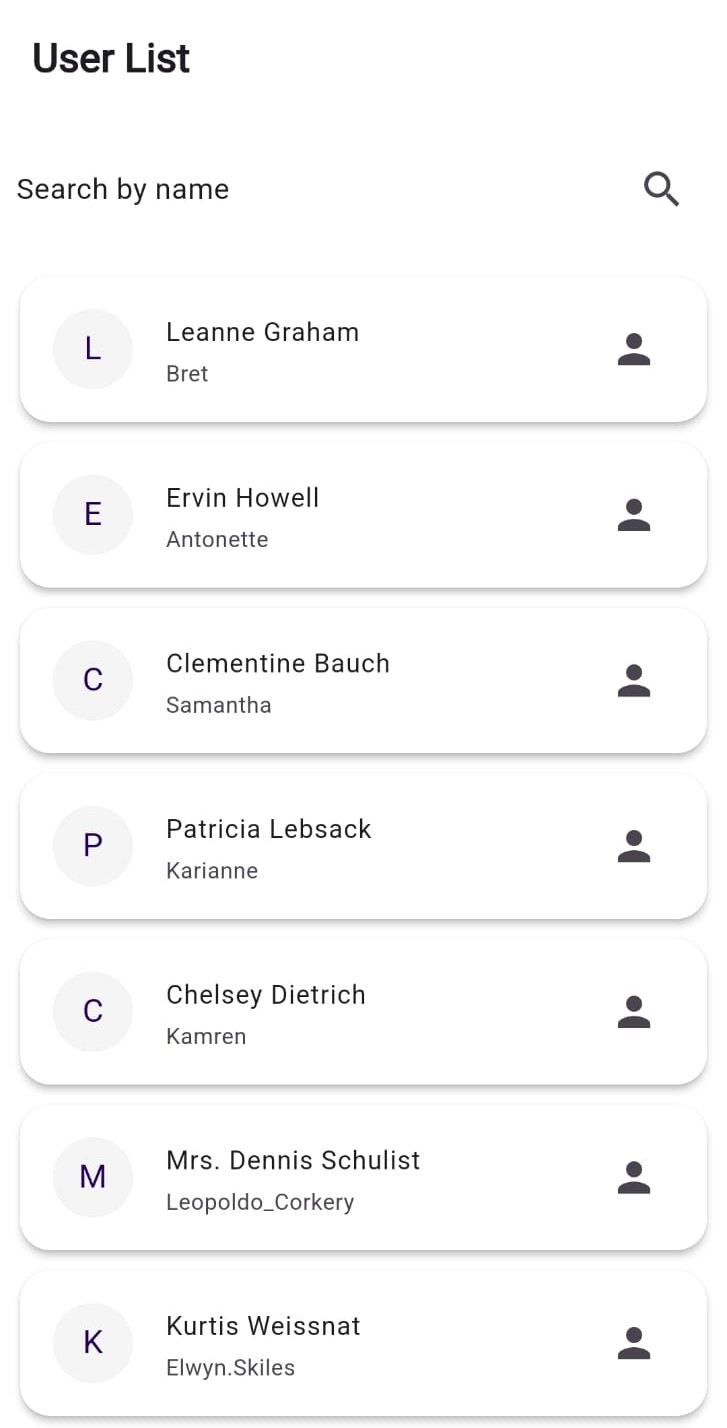 User List
Search by name
L
Leanne Graham
Bret
E
Ervin Howell
Antonette
C
Clementine Bauch
Samantha
P
Patricia Lebsack
Karianne
C
Chelsey Dietrich
Kamren
M
Mrs. Dennis Schulist
Leopoldo_Corkery
K
Kurtis Weissnat
Elwyn.Skiles